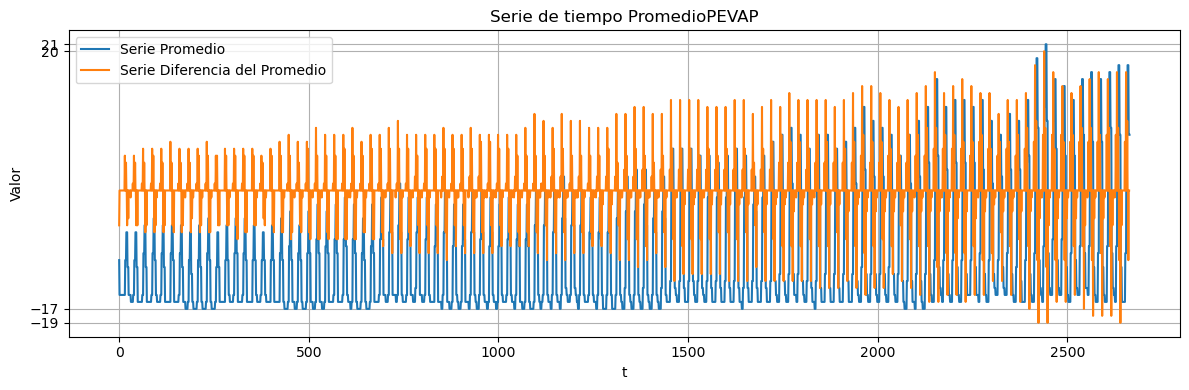 Serie de tiempo PromedioPEVAP
Serie Promedio
Serie Diferencia del Promedio
Valor
21
20
−17
−19
0
500
1000
1500
2000
2500
t